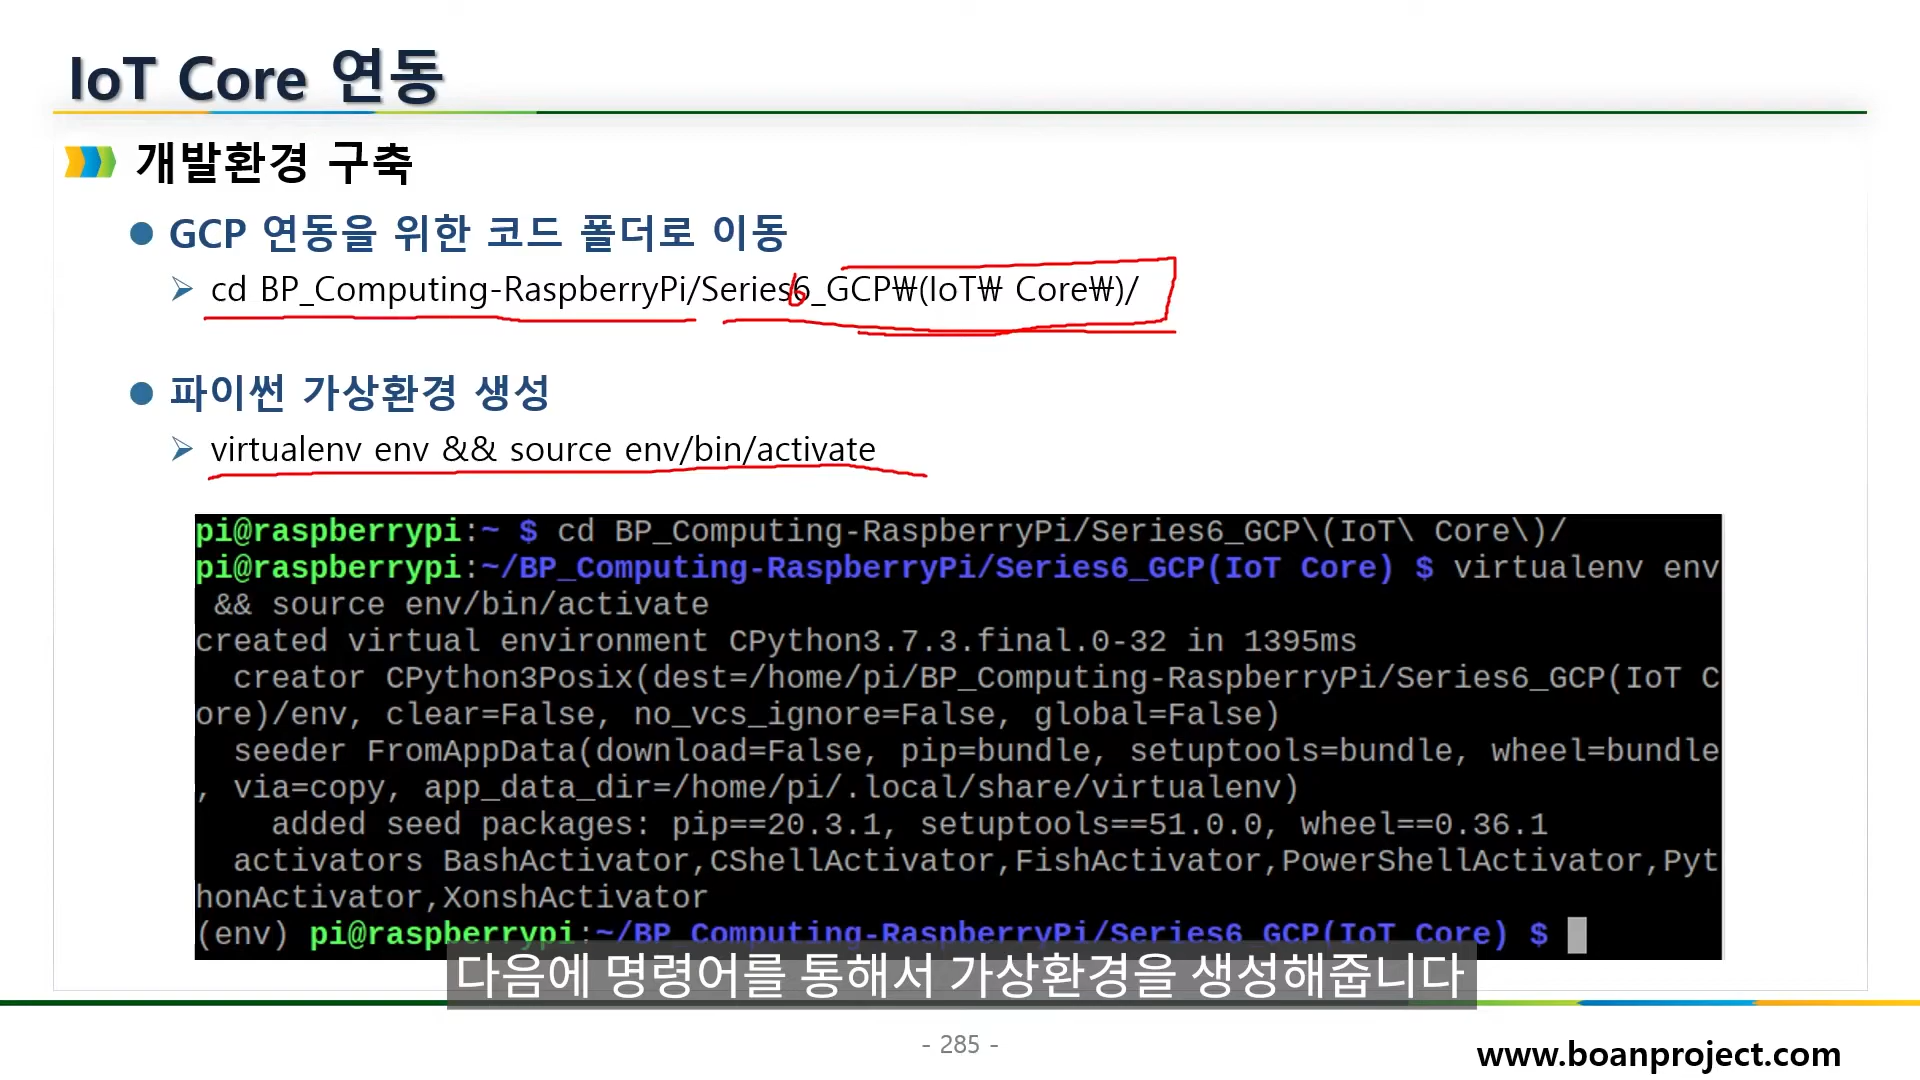 IoT Core 연동
개발환경 구축
GCP 연동을 위한 코드 폴더로 이동
cd BP_Computing-RaspberryPi/Series6_GCP₩(IoT₩ Core₩)/
파이썬 가상환경 생성
virtualenv env && source env/bin/activate
pi@raspberrypi:~ $ cd BP_Computing-RaspberryPi/Series6_GCP\(IoT\ Core\)/
pi@raspberrypi:~/BP_Computing-RaspberryPi/Series6_GCP(IoT Core) $ virtualenv env
 && source env/bin/activate
created virtual environment CPython3.7.3.final.0-32 in 1395ms
  creator CPython3Posix(dest=/home/pi/BP_Computing-RaspberryPi/Series6_GCP(IoT C
ore)/env, clear=False, no_vcs_ignore=False, global=False)
  seeder FromAppData(download=False, pip=bundle, setuptools=bundle, wheel=bundle
, via=copy, app_data_dir=/home/pi/.local/share/virtualenv)
    added seed packages: pip==20.3.1, setuptools==51.0.0, wheel==0.36.1
  activators BashActivator,CShellActivator,FishActivator,PowerShellActivator,Pyt
honActivator,XonshActivator
(env) pi@raspberrypi:~/BP_Computing-RaspberryPi/Series6_GCP(IoT Core) $
다음에 명령어를 통해서 가상환경을 생성해줍니다
- 285 -
www.boanproject.com